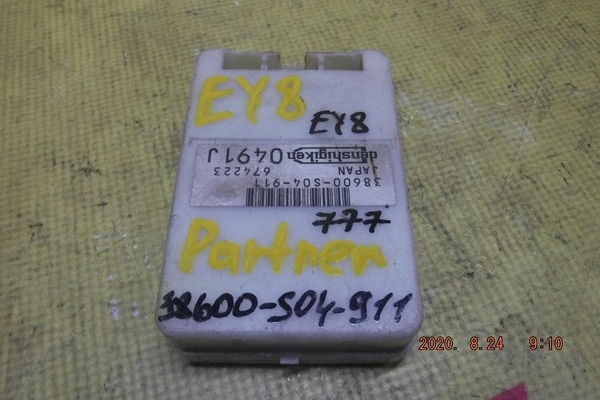 EY8
EY8
denshigiken 0491J
JAPAN 674223
38600-S04-911
777
Partner
38600-S04-911
2020. 8.24 9:10